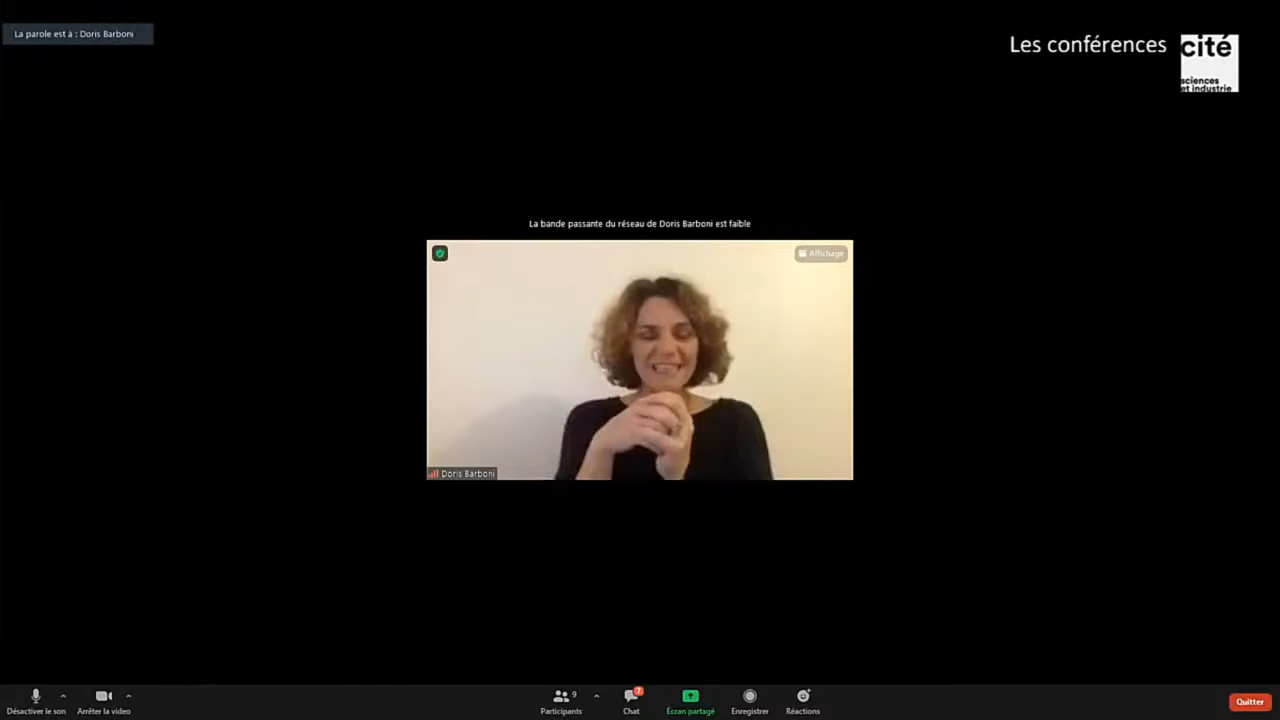 La parole est à : Doris Barboni
Les conférences
cité
sciences
et industrie
La bande passante du réseau de Doris Barboni est faible
Affichage
Doris Barboni
Désactiver le son
Arrêter la video
Participants
9
Chat
7
Écran partagé
Enregistrer
Réactions
Quitter